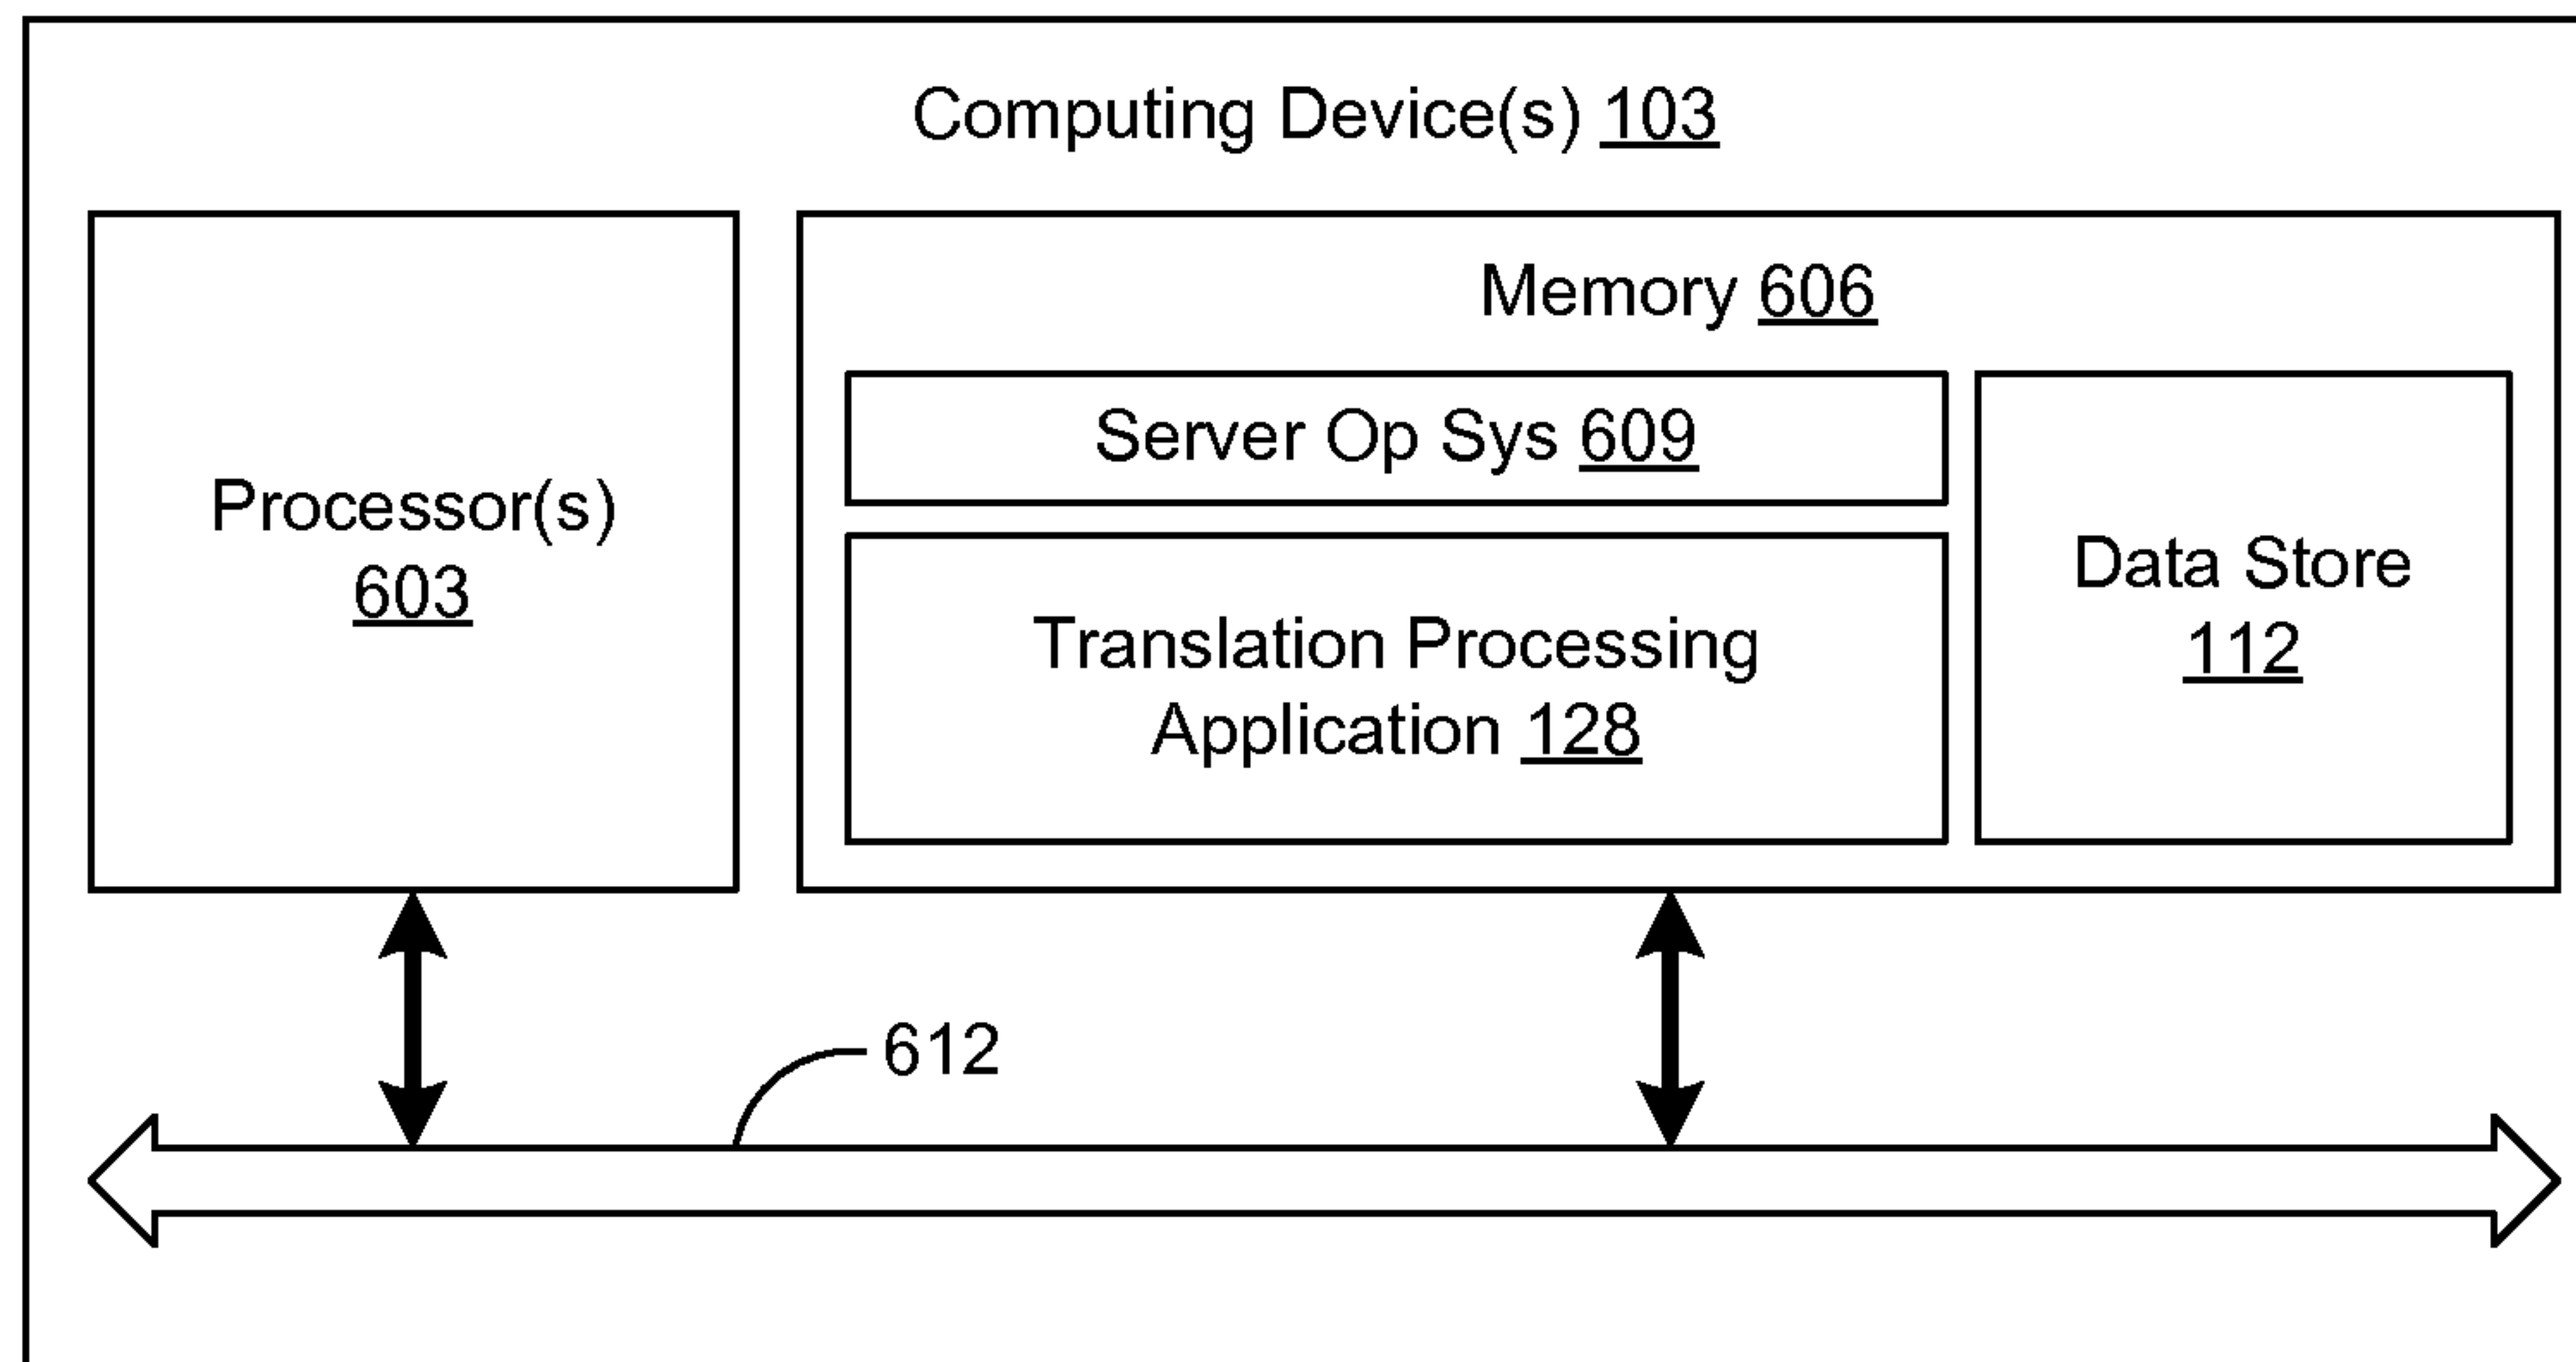 Computing Device(s) 103
Processor(s)
603
Memory 606
Server Op Sys 609
Translation Processing
Application 128
Data Store
112
612